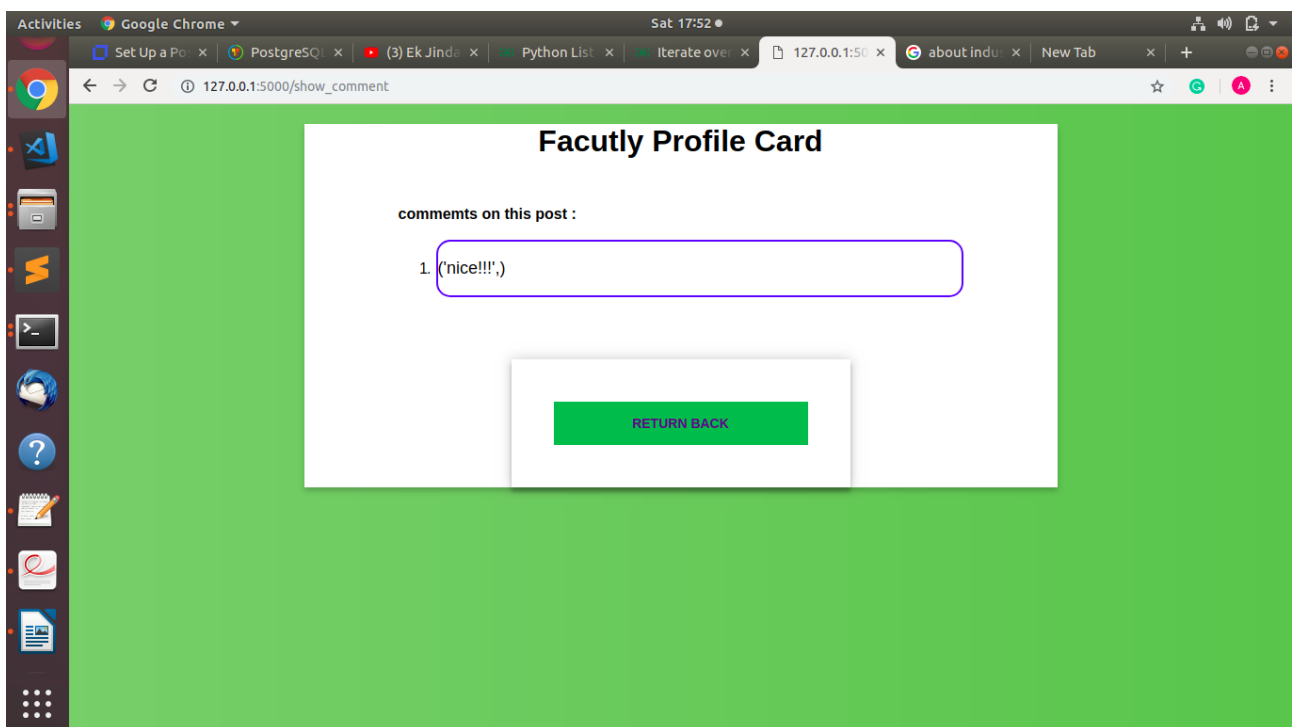 Activities Google Chrome Sat 17:52
Set Up a Po PostgreSQL (3) Ek Jinda Python List Iterate over 127.0.0.1:50 about indus New Tab
127.0.0.1:5000/show_comment
Facutly Profile Card
commemts on this post :
1. ('nice!!!',)
RETURN BACK